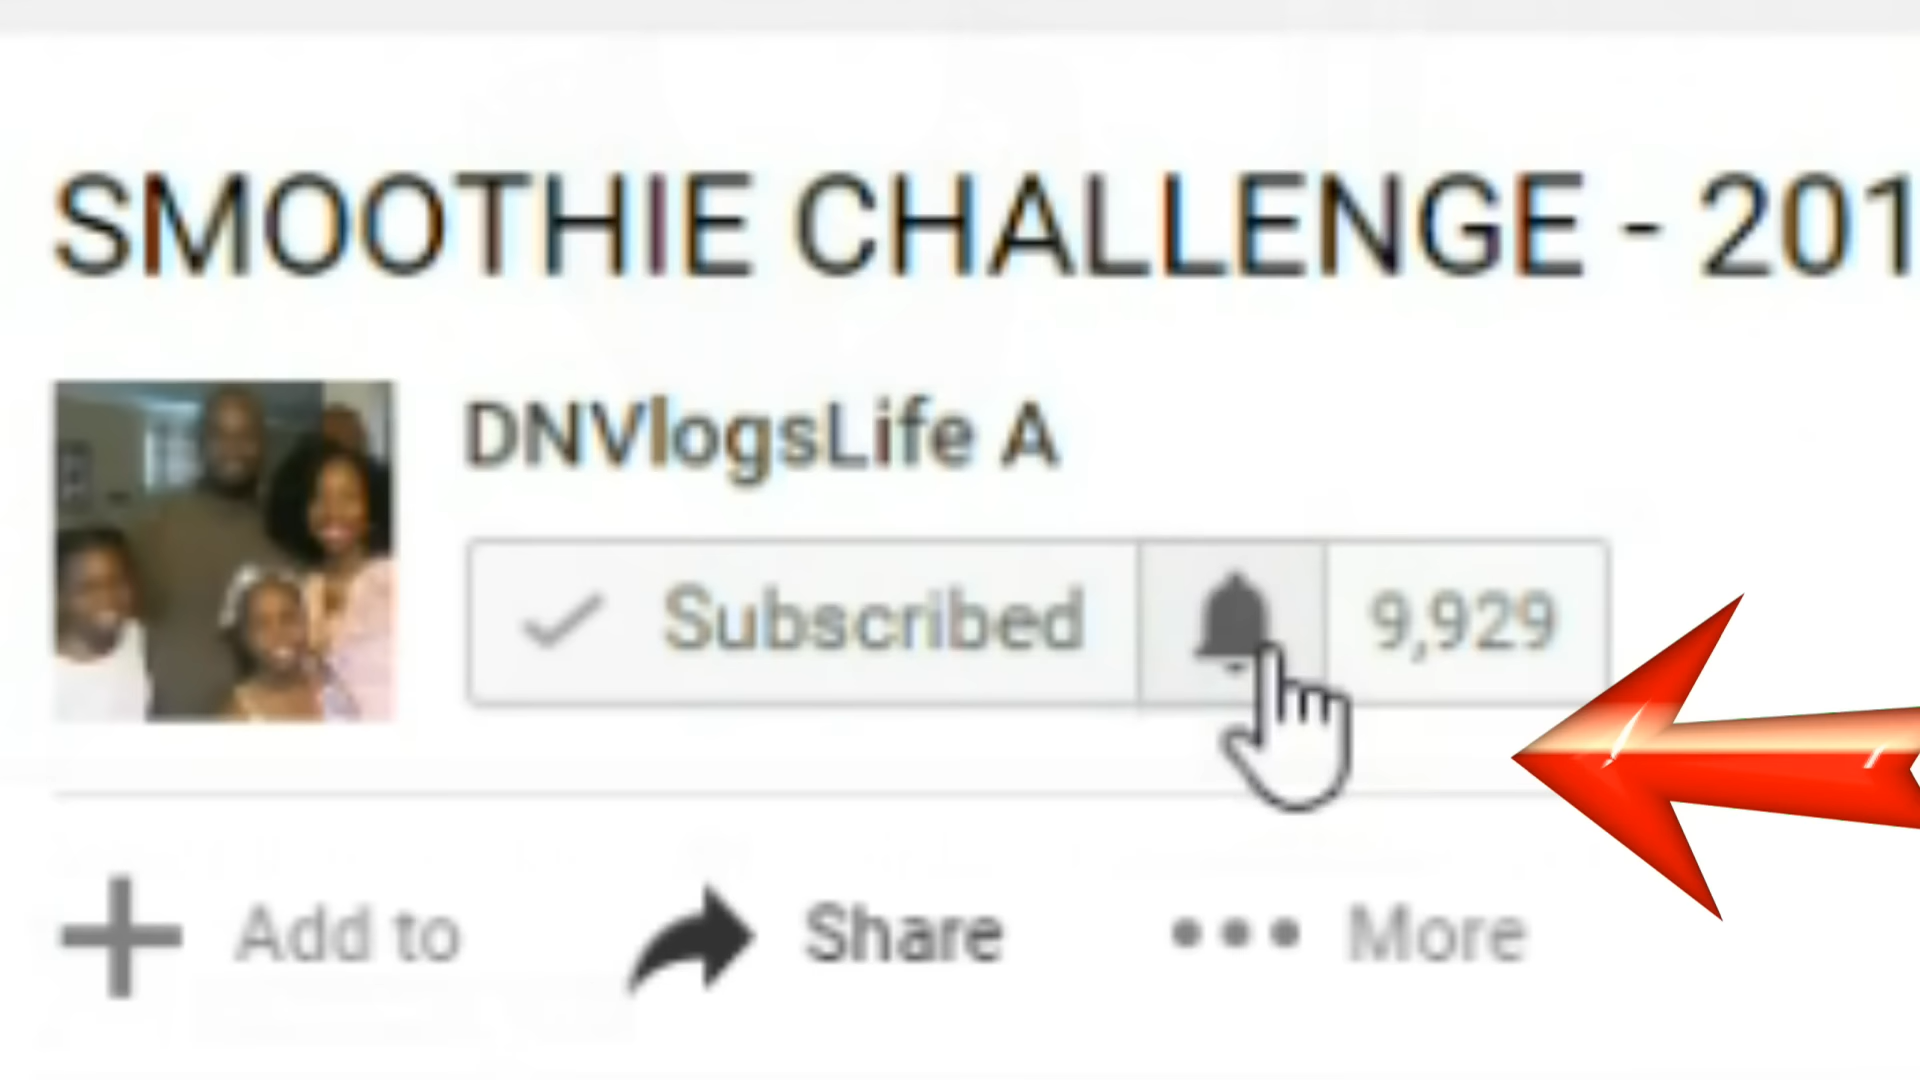 SMOOTHIE CHALLENGE - 201
DNVlogsLife A
Subscribed 9,929
Add to Share More